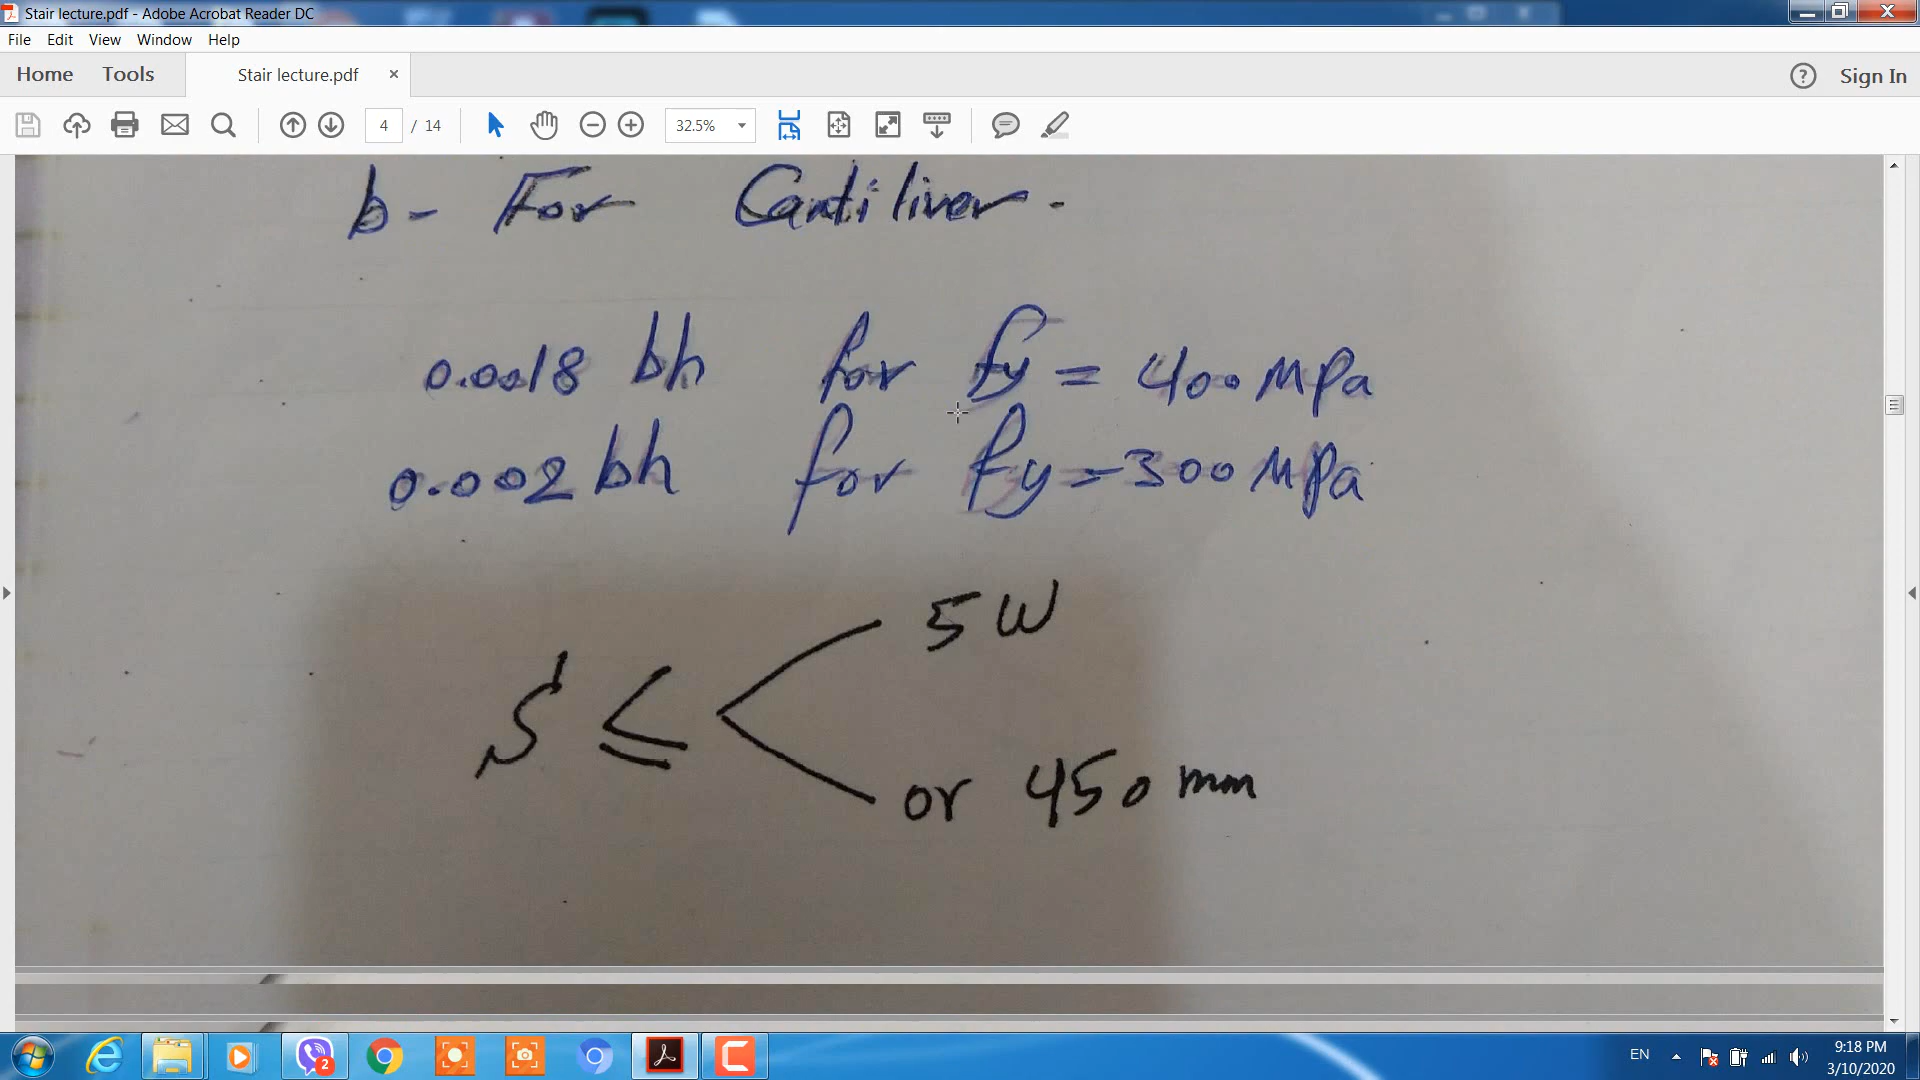 Stair lecture.pdf - Adobe Acrobat Reader DC
File Edit View Window Help
Home Tools Stair lecture.pdf × ? Sign In
4 / 14 32.5%
b- For Cantiliver.
0.0018 bh for fy = 400 MPa
0.002 bh for fy = 300 MPa
S ≤ 5W
or 450 mm
2
EN
9:18 PM
3/10/2020